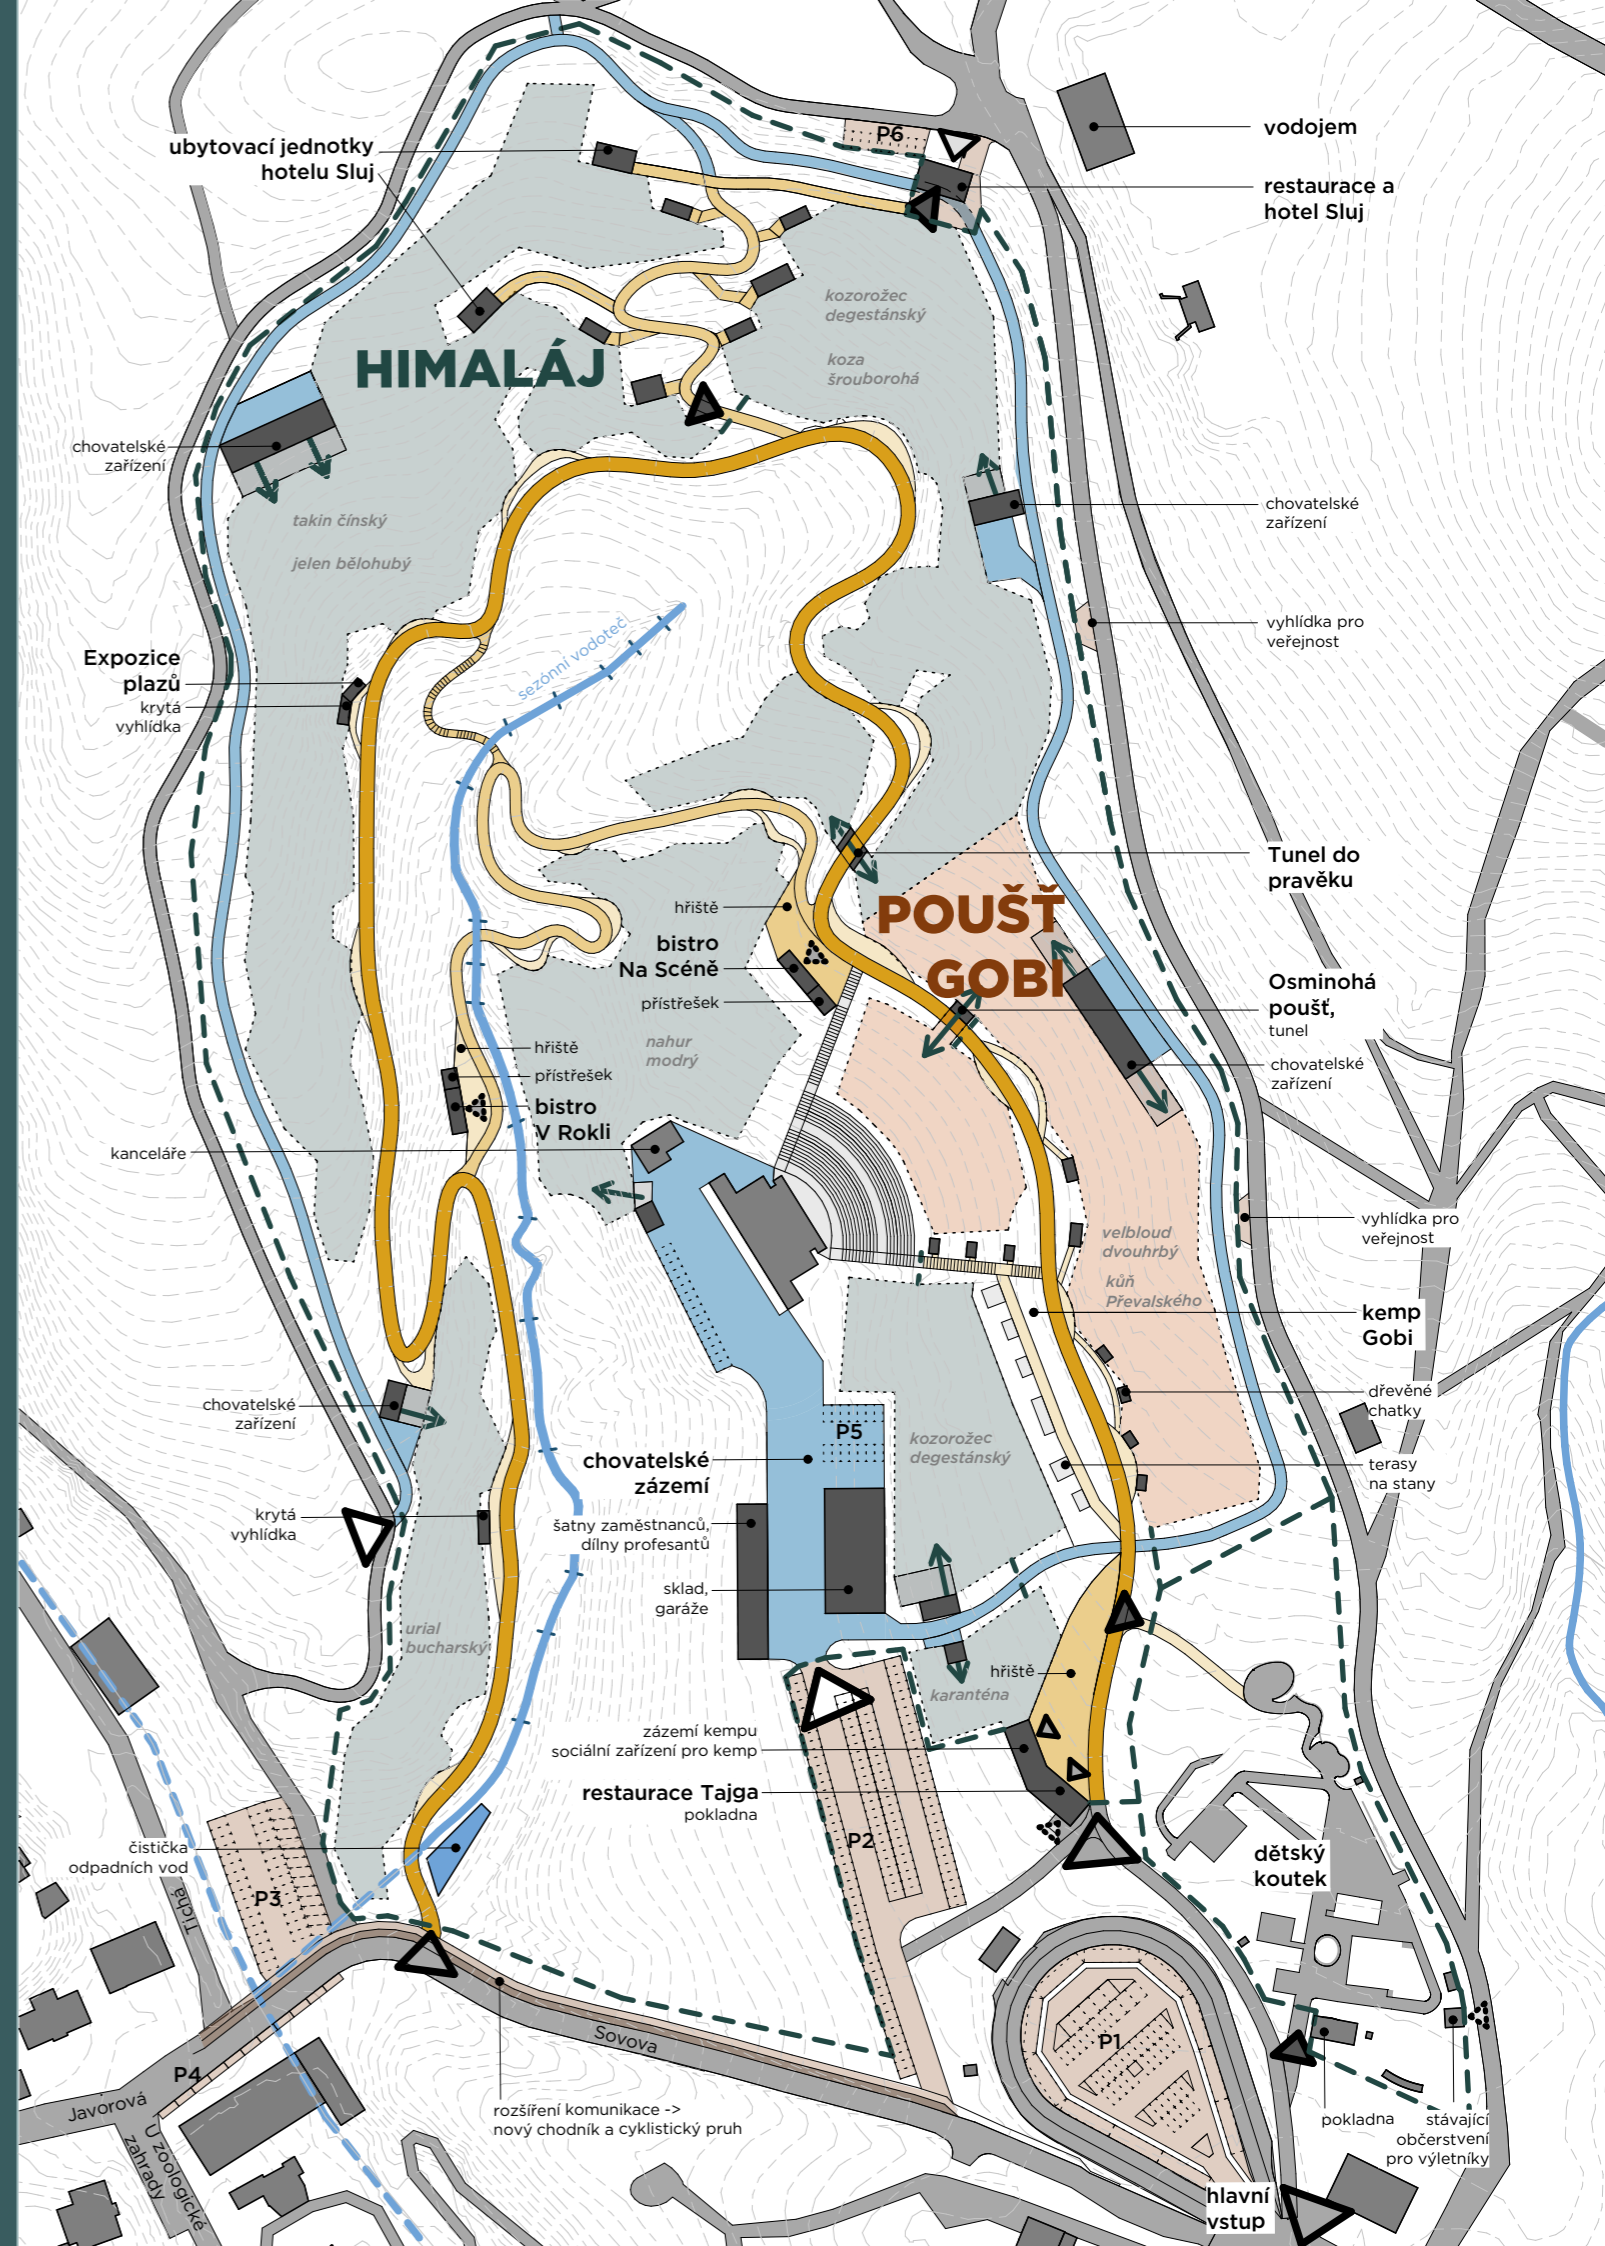 P6
vodojem
ubytovací jednotky
hotelu Sluj
restaurace a
hotel Sluj
kozorožec
degestánský
koza
šrouborohá
HIMALÁJ
chovatelské
zařízení
takin čínský
jelen bělohubý
chovatelské
zařízení
vyhlídka pro
veřejnost
sezónní vodoteč
Expozice
plazů
krytá
vyhlídka
Tunel do
pravěku
POUŠŤ
GOBI
hřiště
bistro
Na Scéně
přístřešek
Osminohá
poušť,
tunel
chovatelské
zařízení
nahur
modrý
hřiště
přístřešek
bistro
V Rokli
kanceláře
vyhlídka pro
veřejnost
velbloud
dvouhrbý
kůň
Převalského
kemp
Gobi
dřevěné
chatky
chovatelské
zařízení
P5
kozorožec
degestánský
chovatelské
zázemí
terasy
na stany
krytá
vyhlídka
šatny zaměstnanců,
dílny profesantů
sklad,
garáže
urial
bucharský
hřiště
karanténa
zázemí kempu
sociální zařízení pro kemp
restaurace Tajga
pokladna
P2
čistička
odpadních vod
P3
Tichá
dětský
koutek
Sovova
P1
P4
Javorová
U zoologické
zahrady
rozšíření komunikace ->
nový chodník a cyklistický pruh
pokladna
stávající
občerstvení
pro výletníky
hlavní
vstup